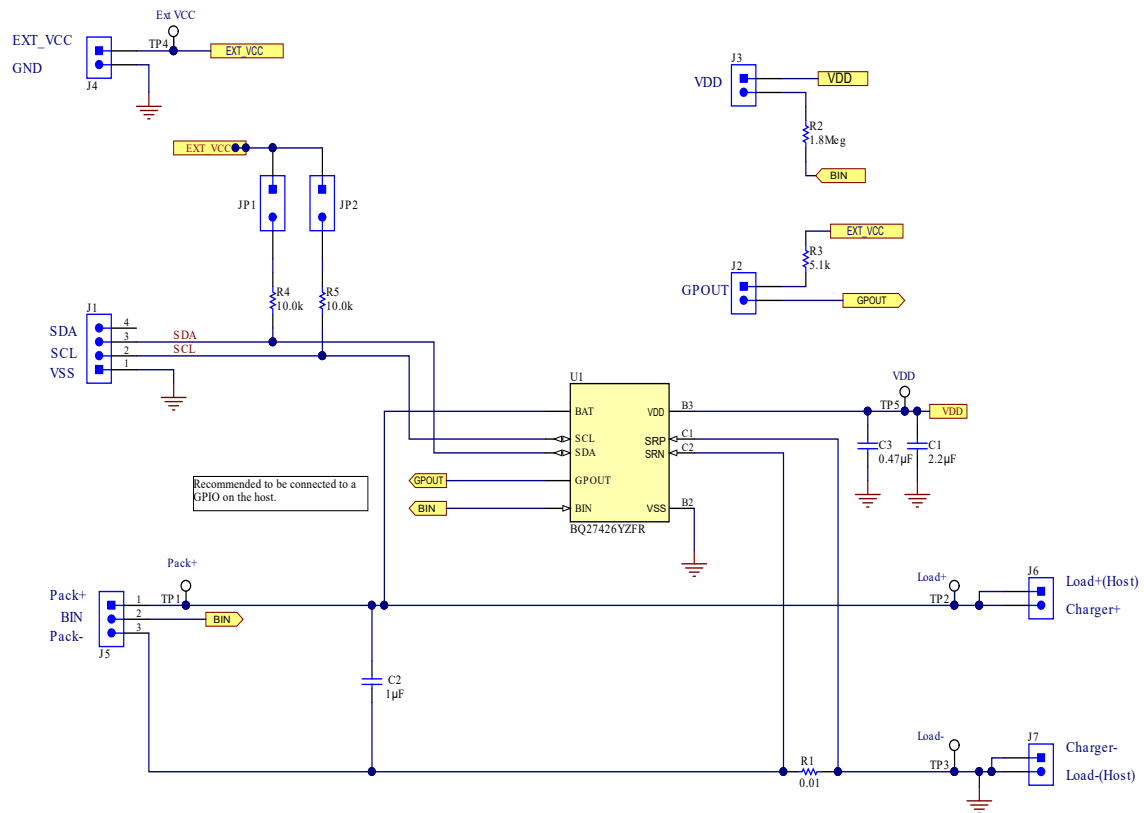 Ext VCC
EXT_VCC
TP4
EXT_VCC
GND
J4
J3
VDD
VDD
R2
1.8Meg
BIN
EXT_VCC
JP1
JP2
EXT_VCC
R3
5.1k
J2
GPOUT
GPOUT
R4
10.0k
R5
10.0k
J1
SDA
4
3
SDA
SCL
2
SCL
VSS
1
U1
BAT
VDD
B3
SCL
SRP
C1
SDA
SRN
C2
GPOUT
GPOUT
BIN
BIN
VSS
B2
BQ27426YZFR
VDD
TP5
VDD
C3
0.47µF
C1
2.2µF
Recommended to be connected to a
GPIO on the host.
Pack+
Pack+
1
TP1
BIN
2
BIN
Pack-
3
J5
C2
1µF
Load+
TP2
J6
Load+(Host)
Charger+
R1
0.01
Load-
TP3
J7
Charger-
Load-(Host)